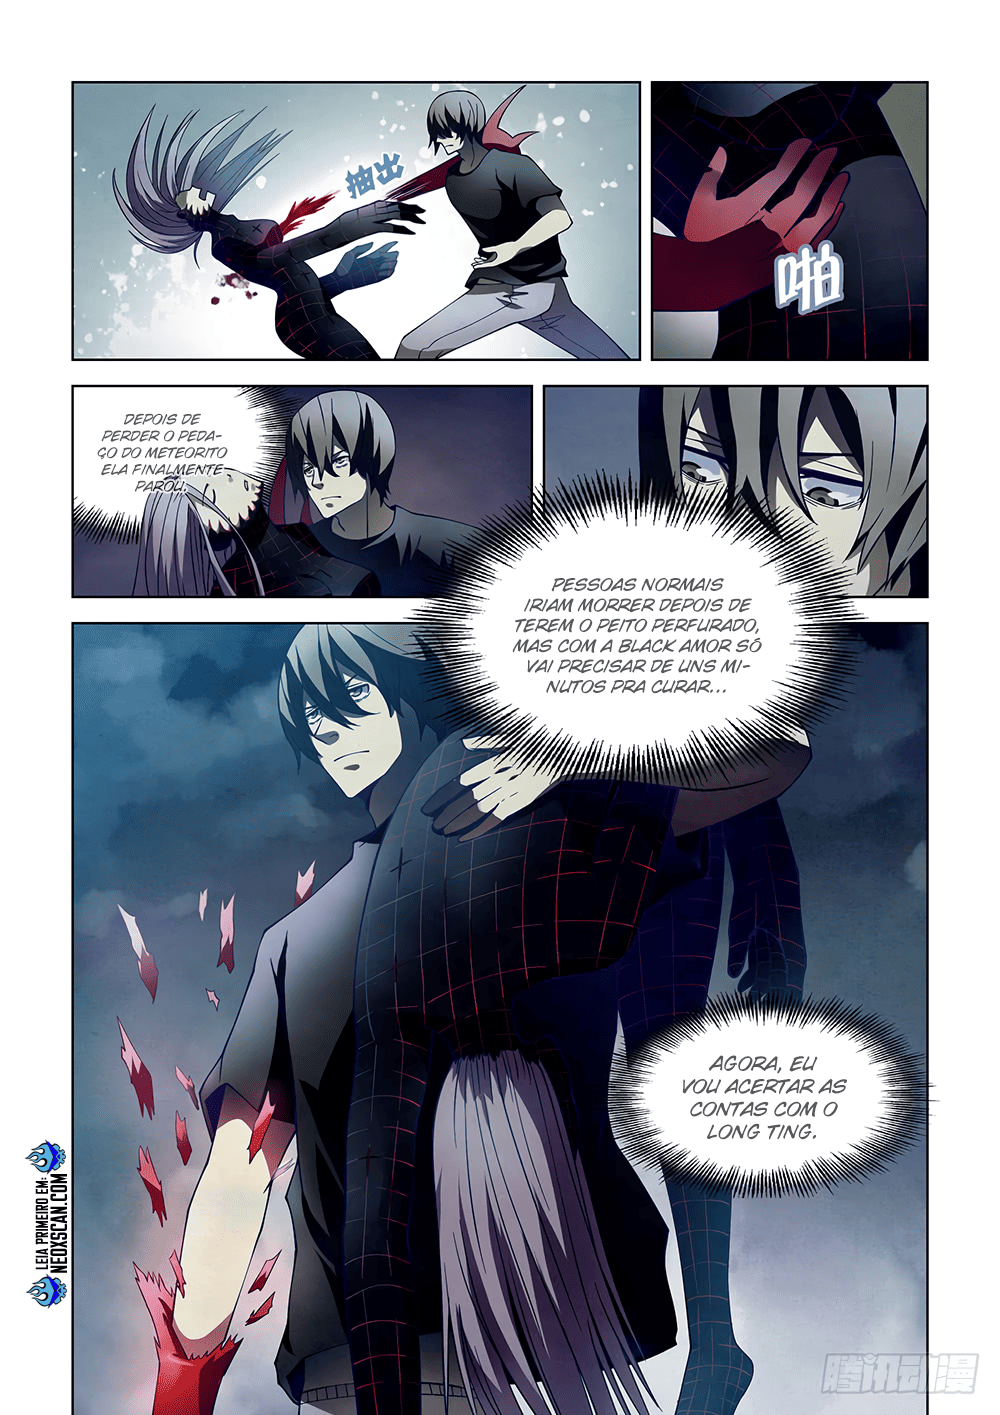 抽出
啪
DEPOIS DE
PERDER O PEDA-
ÇO DO METEORITO
ELA FINALMENTE
PAROU.
PESSOAS NORMAIS
IRIAM MORRER DEPOIS DE
TEREM O PEITO PERFURADO,
MAS COM A BLACK AMOR SÓ
VAI PRECISAR DE UNS MI-
NUTOS PRA CURAR...
AGORA, EU
VOU ACERTAR AS
CONTAS COM O
LONG TING.
LEIA PRIMEIRO EM:
NEOXSCAN.COM
腾讯动漫